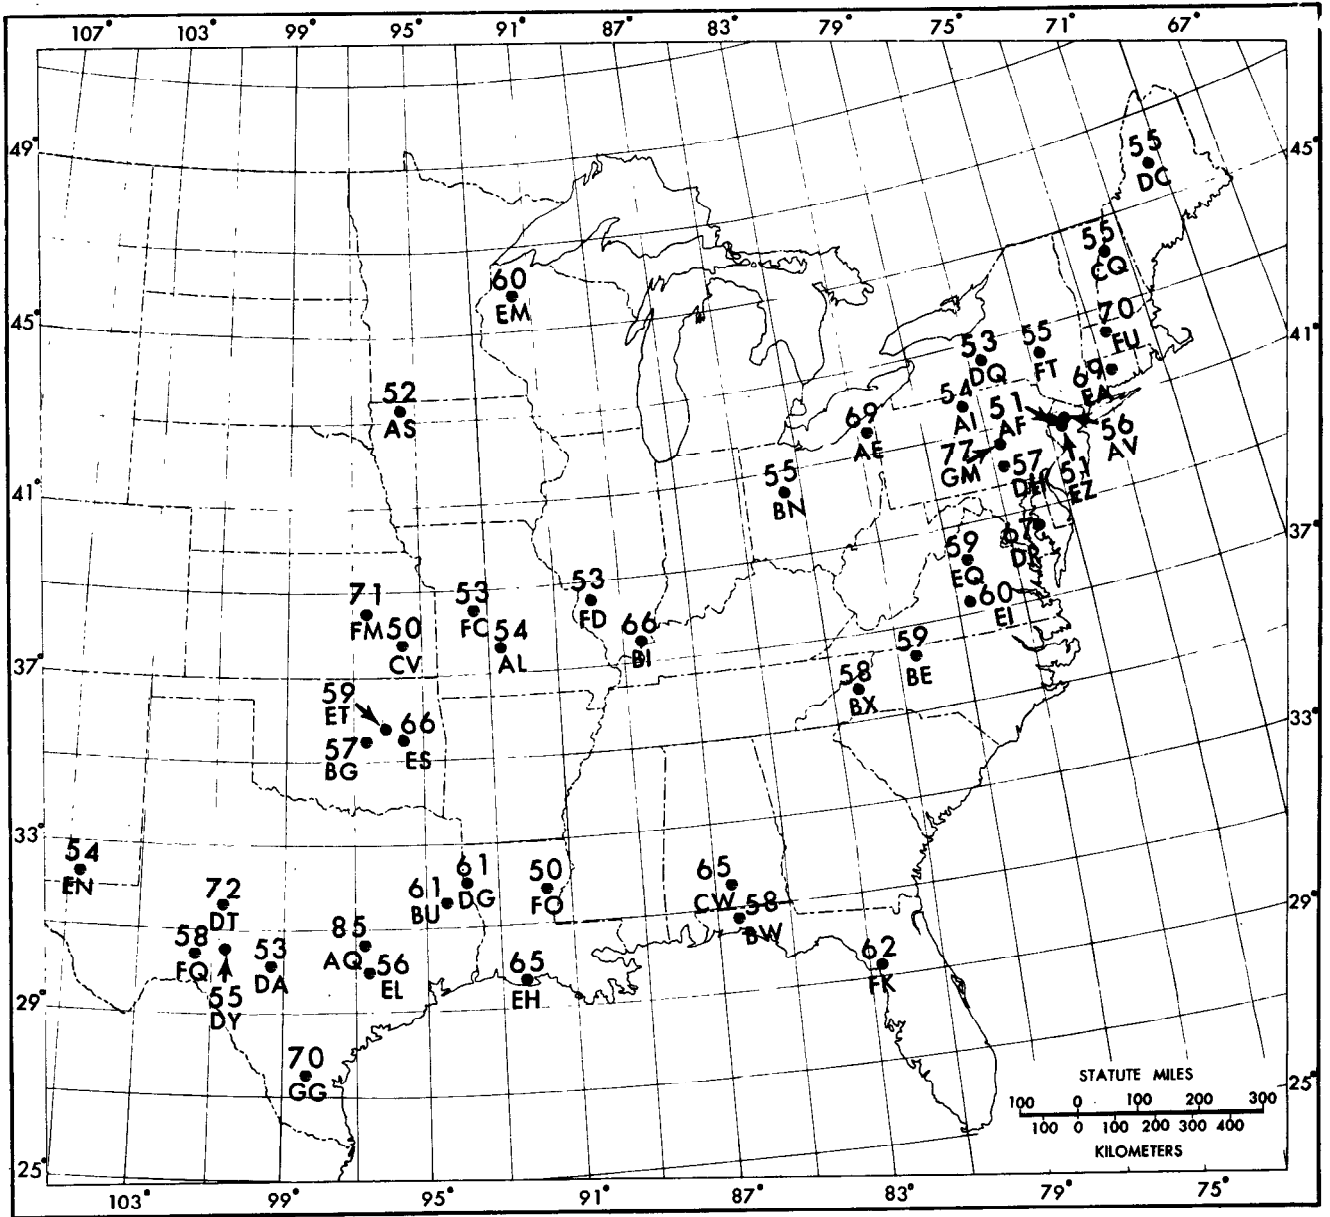 107° 103° 99° 95° 91° 87° 83° 79° 75° 71° 67°
49°
45°
55
DC
55
CQ
60
EM
70
FU
45°
41°
53
DQ
55
FT
69
EA
52
AS
54
AI
51
AF
56
AV
69
AE
77
GM
57
DH
51
EZ
55
BN
41°
37°
67
DR
59
EQ
60
EI
71
FM
53
FC
53
FD
50
CV
54
AL
66
BI
59
BE
37°
58
BX
33°
59
ET
66
ES
57
BG
33°
54
EN
72
DT
61
BU
61
DG
50
FO
65
CW
58
BW
29°
58
FQ
55
DY
53
DA
85
AQ
56
EL
65
EH
62
FK
29°
70
GG
25°
STATUTE MILES
100 0 100 200 300
100 0 100 200 300 400
KILOMETERS
25°
103° 99° 95° 91° 87° 83° 79° 75°